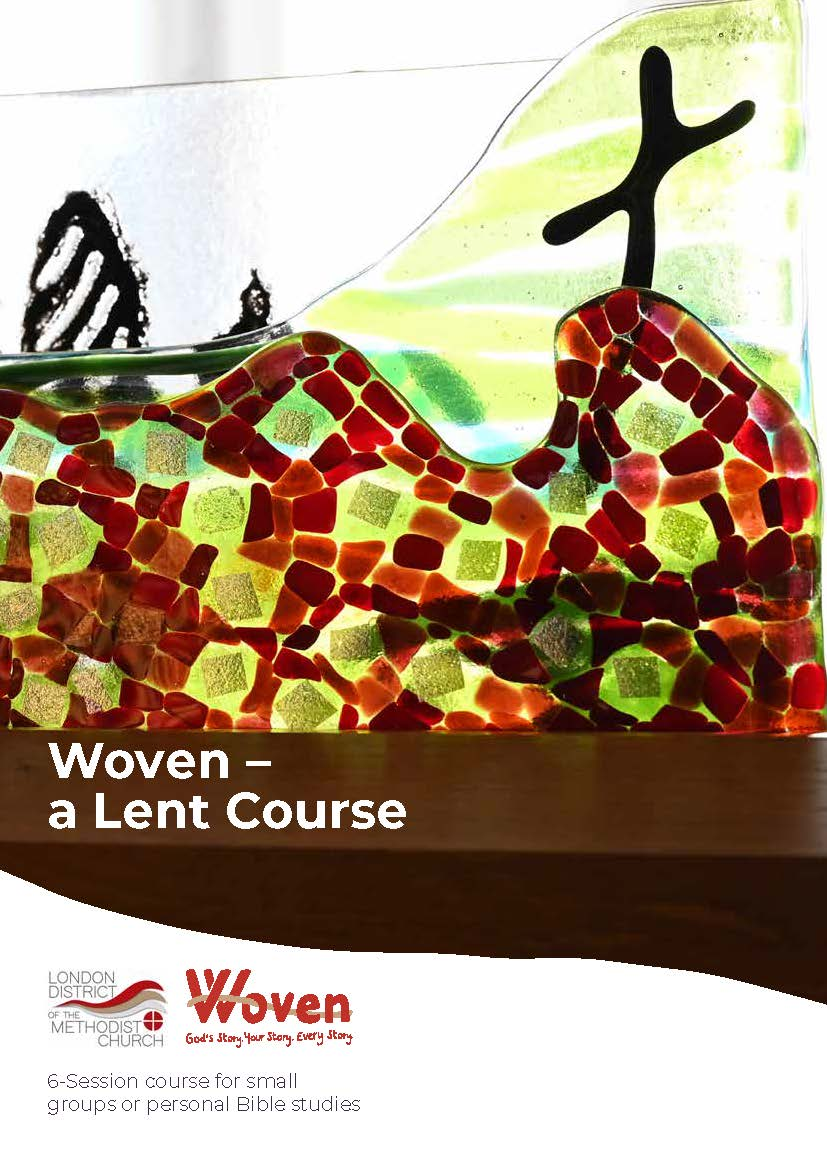 Woven –
a Lent Course
LONDON
DISTRICT
OF THE
METHODIST
CHURCH
Woven
God's Story. Your Story. Every Story
6-Session course for small
groups or personal Bible studies